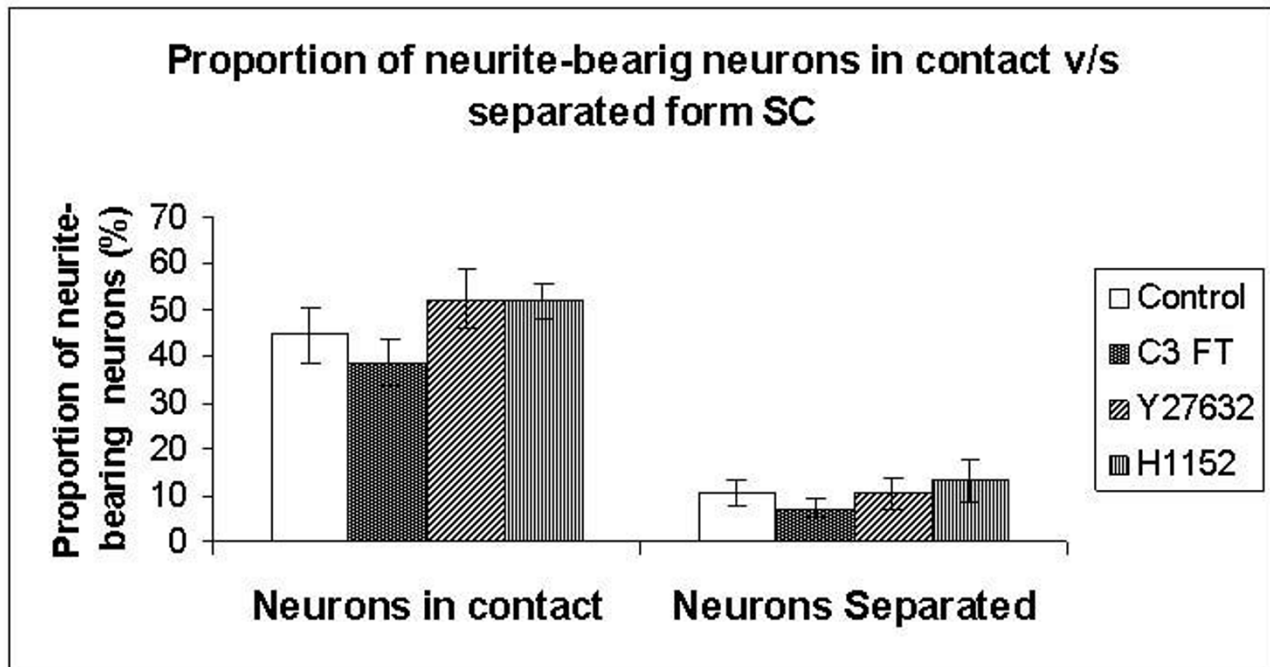 Proportion of neurite-bearig neurons in contact v/s
separated form SC
Proportion of neurite-
bearing neurons (%)
70
60
50
40
30
20
10
0
Neurons in contact
Neurons Separated
Control
C3 FT
Y27632
H1152